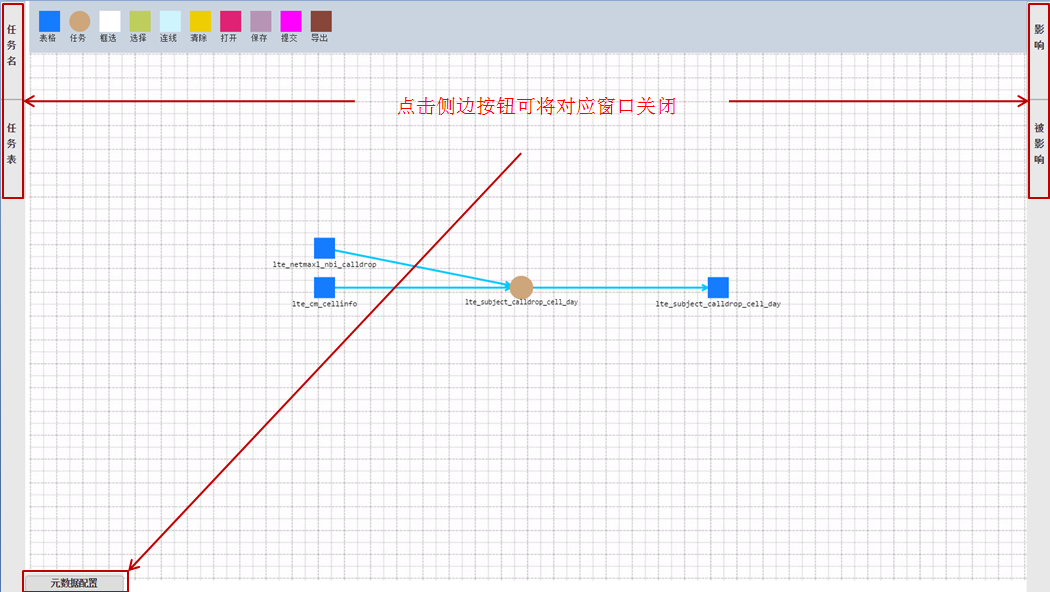 表格 任务 框选 选择 连线 清除 打开 保存 提交 导出
任务名
任务表
影响
被影响
点击侧边按钮可将对应窗口关闭
lte_netmaxl_nbi_calldrop
lte_cm_cellinfo
lte_subject_calldrop_cell_day
lte_subject_calldrop_cell_day
元数据配置